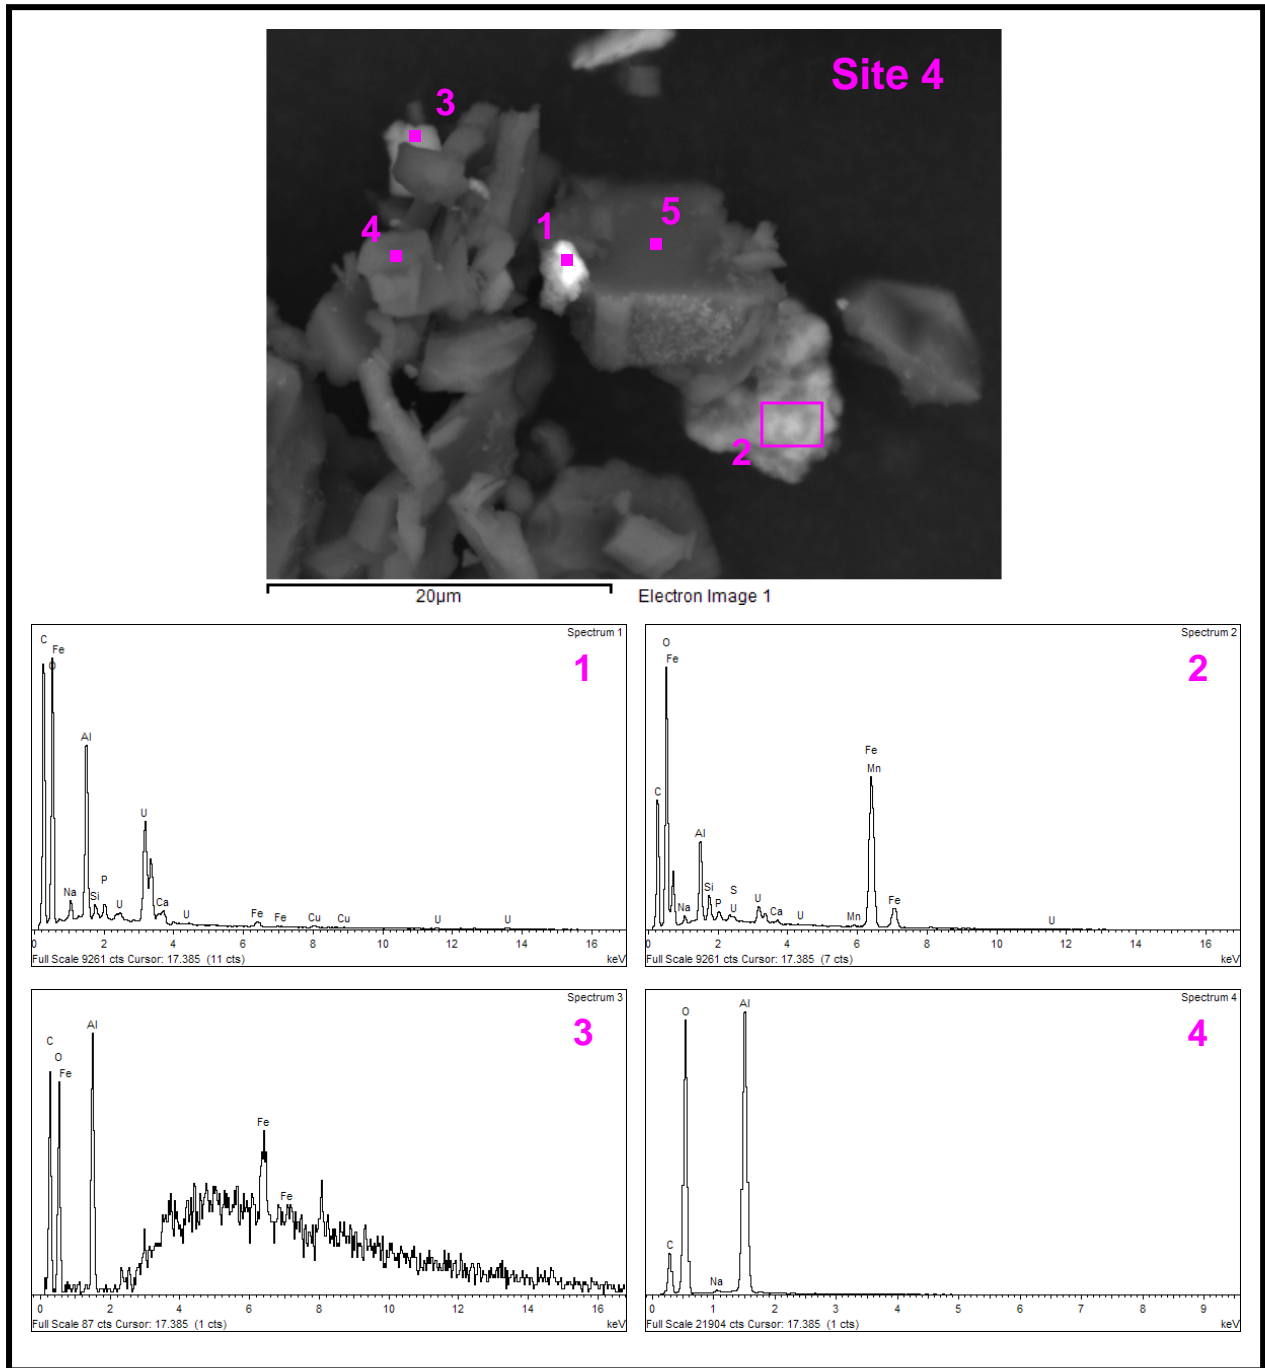 Site 4
3
4
1
5
2
20µm
Electron Image 1
Spectrum 1
1
C
Fe
O
Al
U
Na
Si
P
U
Ca
U
Fe
Fe
Cu
Cu
U
U
0 2 4 6 8 10 12 14 16
Full Scale 9261 cts Cursor: 17.385 (11 cts)
keV
Spectrum 2
2
O
Fe
C
Al
Na
Si
P
S
U
U
Ca
U
Mn
Fe
Mn
Fe
U
0 2 4 6 8 10 12 14 16
Full Scale 9261 cts Cursor: 17.385 (7 cts)
keV
Spectrum 3
3
C
O
Fe
Al
Fe
Fe
0 2 4 6 8 10 12 14 16
Full Scale 87 cts Cursor: 17.385 (1 cts)
keV
Spectrum 4
4
O
Al
C
Na
0 1 2 3 4 5 6 7 8 9
Full Scale 21904 cts Cursor: 17.385 (1 cts)
keV